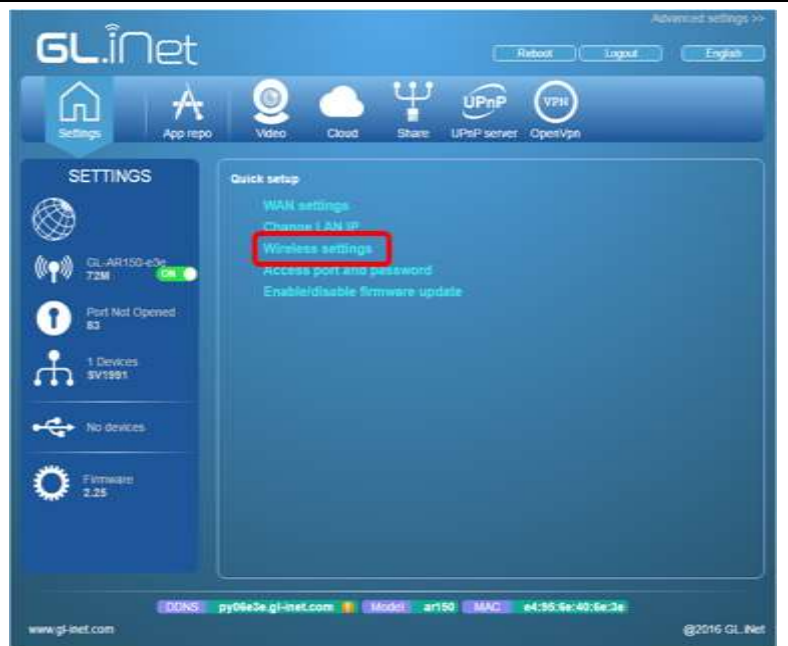 Advanced settings >>
GL.iNet
Reboot Logout English
Settings App repo Video Cloud Share UPnP UPnP server VPN OpenVpn
SETTINGS
GL-AR150-e3e
72M ON
Port Not Opened
83
1 Devices
SV1991
No devices
Firmware
2.25
Quick setup
WAN settings
Change LAN IP
Wireless settings
Access port and password
Enable/disable firmware update
DDNS py06e3e.gl-inet.com Model ar150 MAC e4:95:6e:40:6e:3e
www.gl-inet.com
@2016 GL.iNet